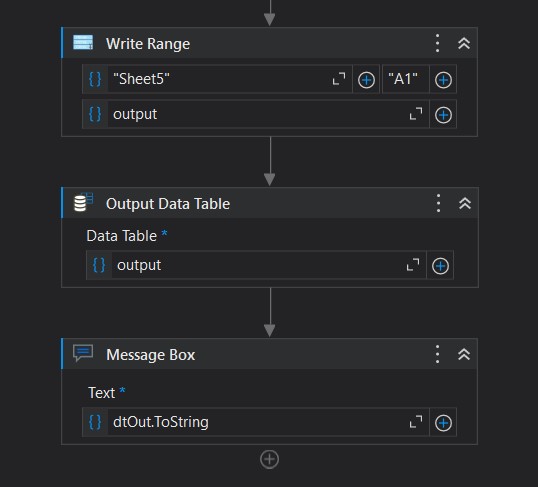 Write Range
"Sheet5" "A1"
output
Output Data Table
Data Table *
output
Message Box
Text *
dtOut.ToString